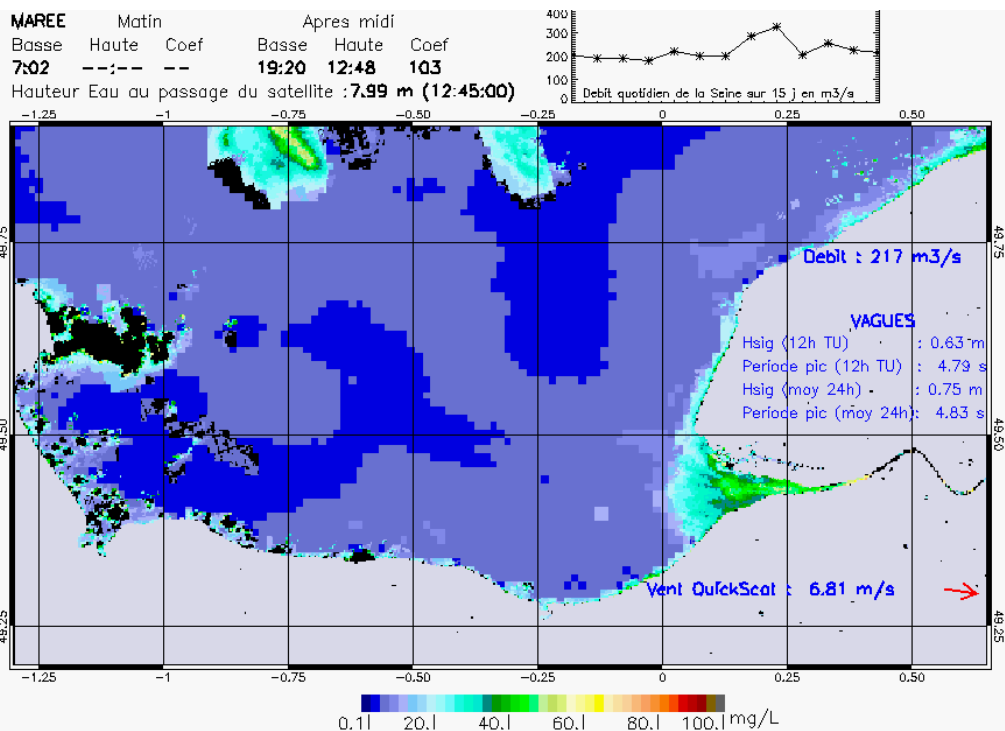 MAREE Matin Apres midi
Basse Haute Coef Basse Haute Coef
7:02 --:-- -- 19:20 12:48 103
Hauteur Eau au passage du satellite : 7.99 m (12:45:00)
400
300
200
100
0
Debit quotidien de la Seine sur 15 j en m3/s
-1.25 -1 -0.75 -0.50 -0.25 0 0.25 0.50
49.75 49.75
Debit : 217 m3/s
VAGUES
Hsig (12h TU) : 0.63 m
Periode pic (12h TU) : 4.79 s
Hsig (moy 24h) : 0.75 m
Periode pic (moy 24h): 4.83 s
49.50 49.50
Vent QuickScat : 6.81 m/s
49.25 49.25
-1.25 -1 -0.75 -0.50 -0.25 0 0.25 0.50
0.1 20.1 40.1 60.1 80.1 100.1 mg/L